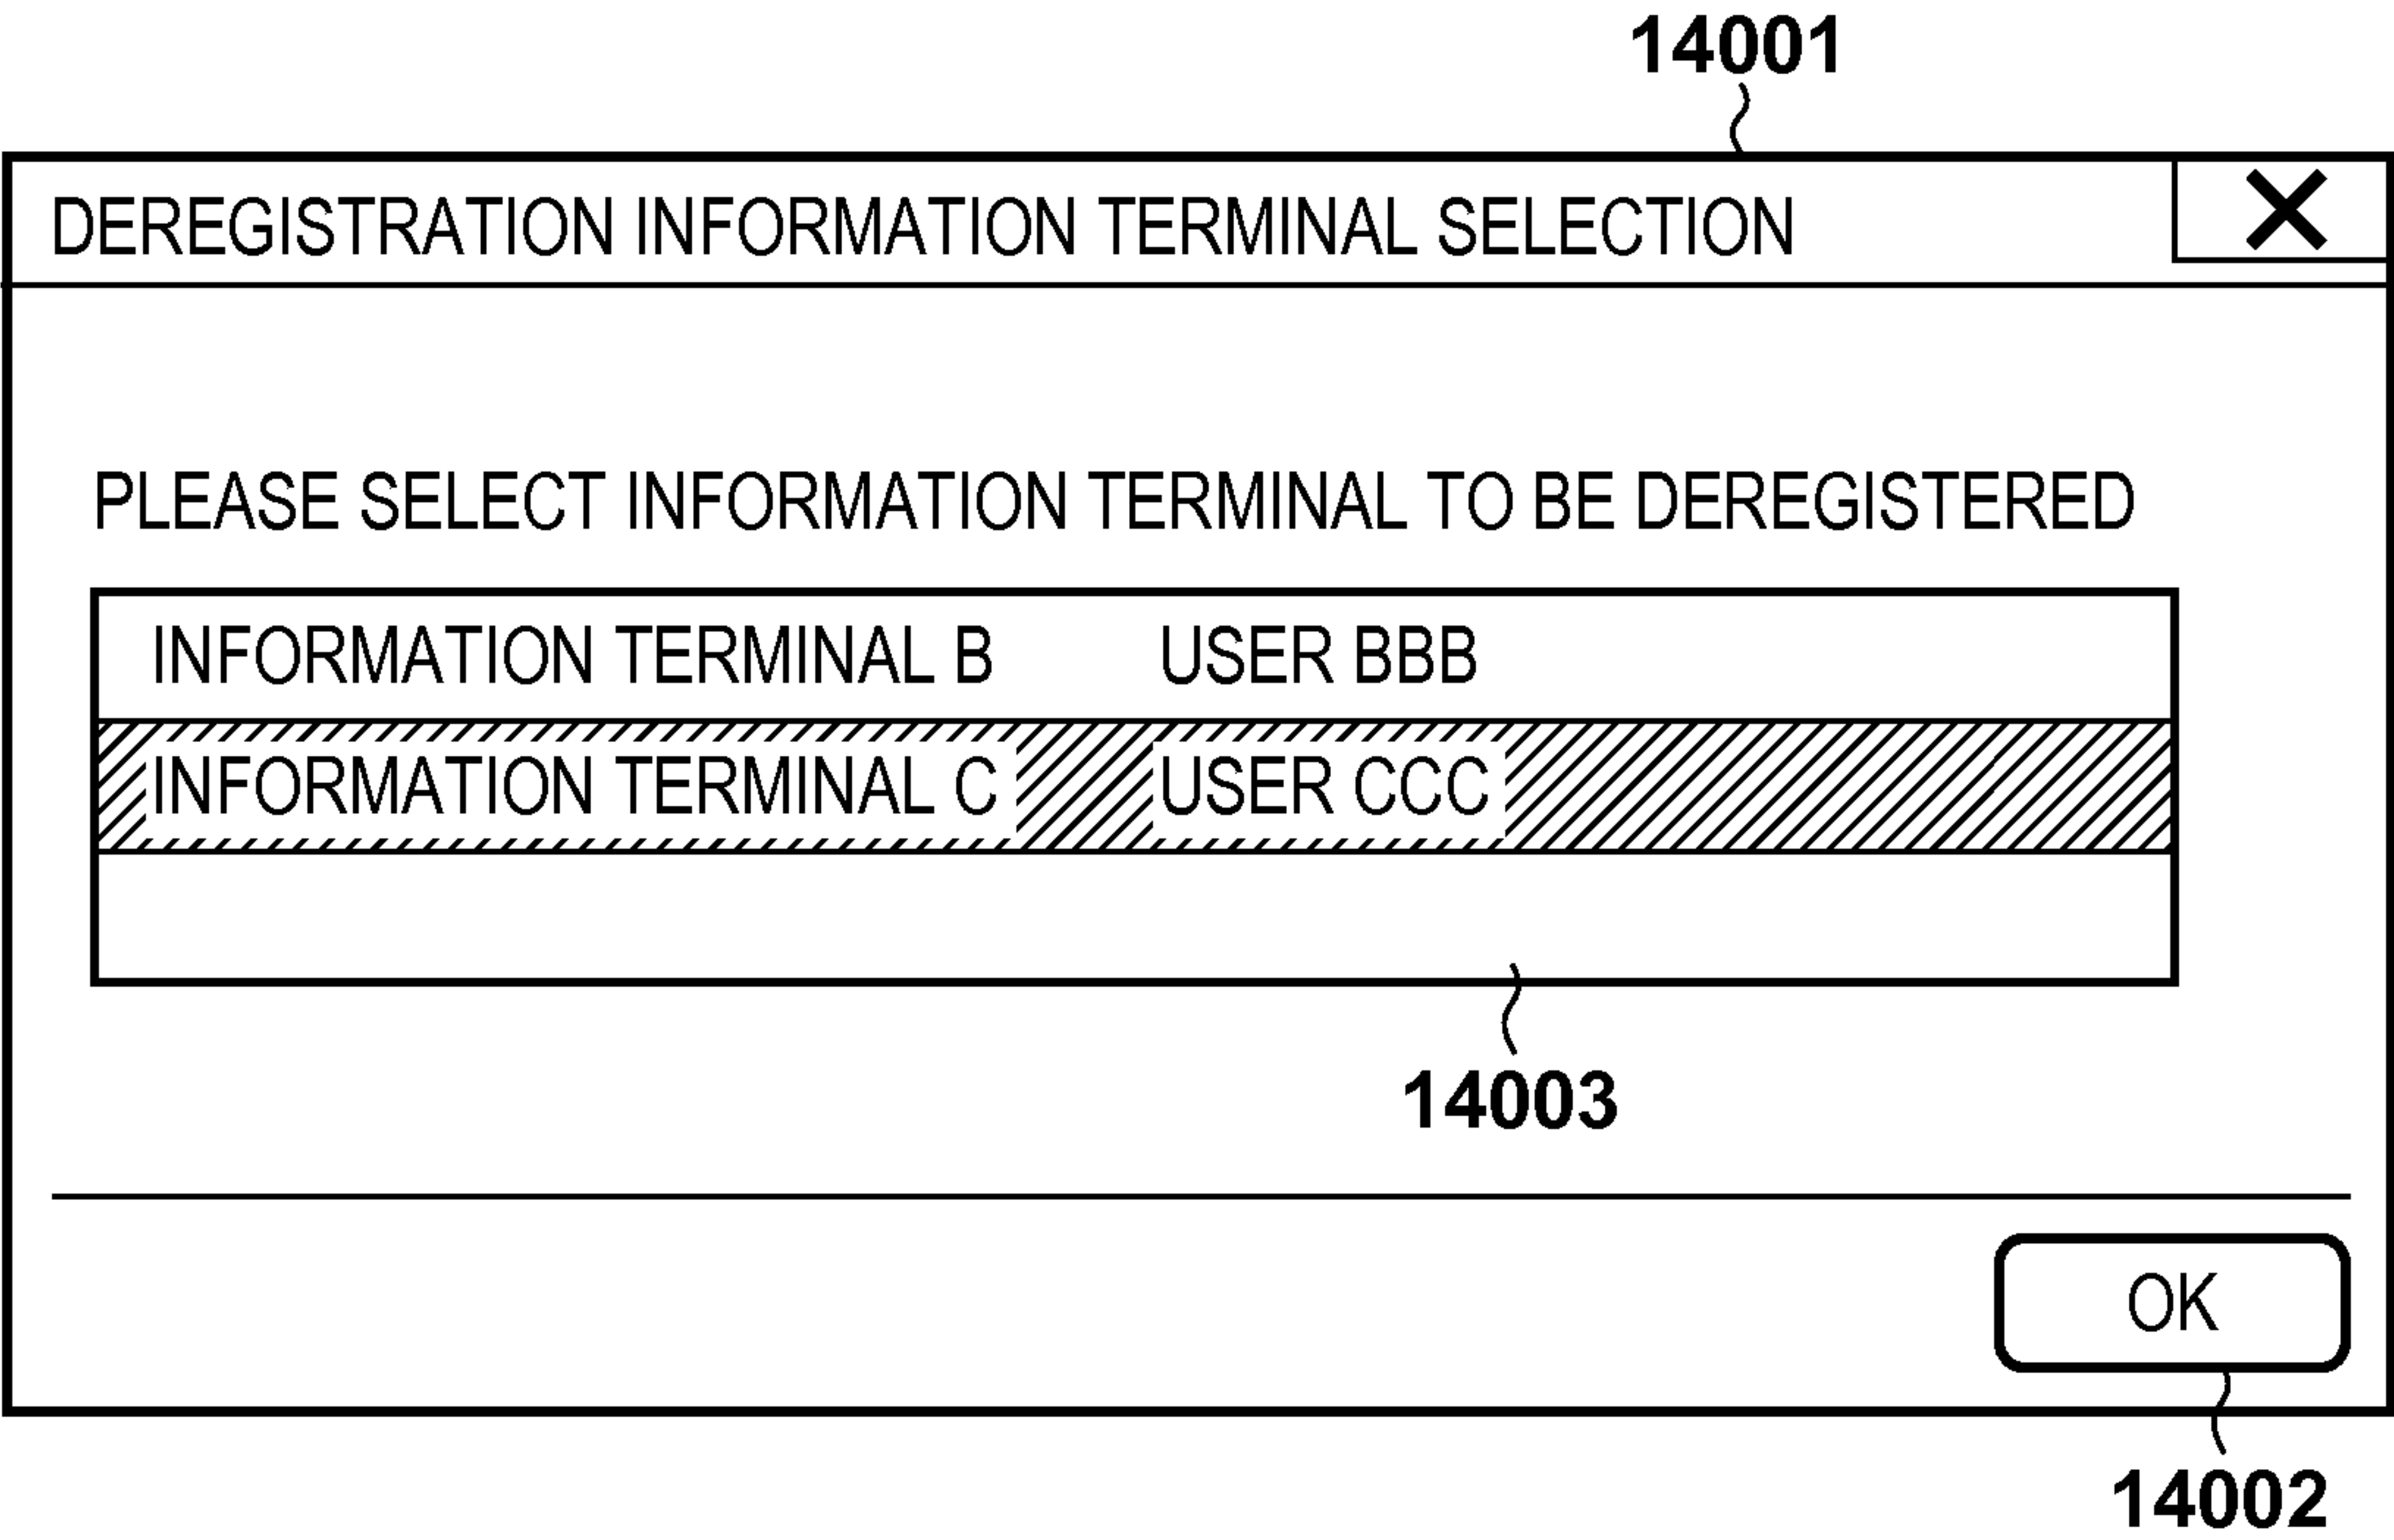 14001
DEREGISTRATION INFORMATION TERMINAL SELECTION
PLEASE SELECT INFORMATION TERMINAL TO BE DEREGISTERED
INFORMATION TERMINAL B USER BBB
INFORMATION TERMINAL C USER CCC
14003
OK
14002